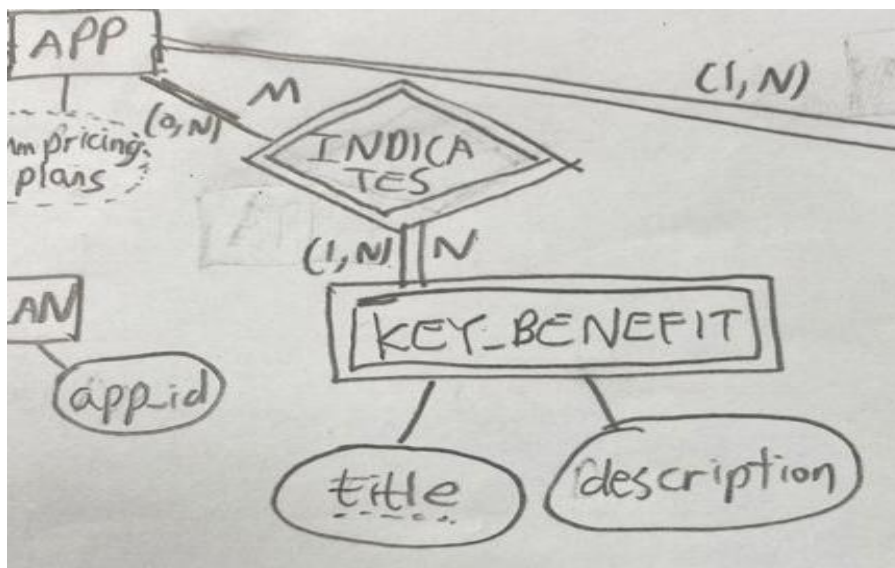 APP
(1, N)
M
(0, N)
pricing
plans
INDICA
TES
(1, N) N
AN
KEY_BENEFIT
app_id
title
description